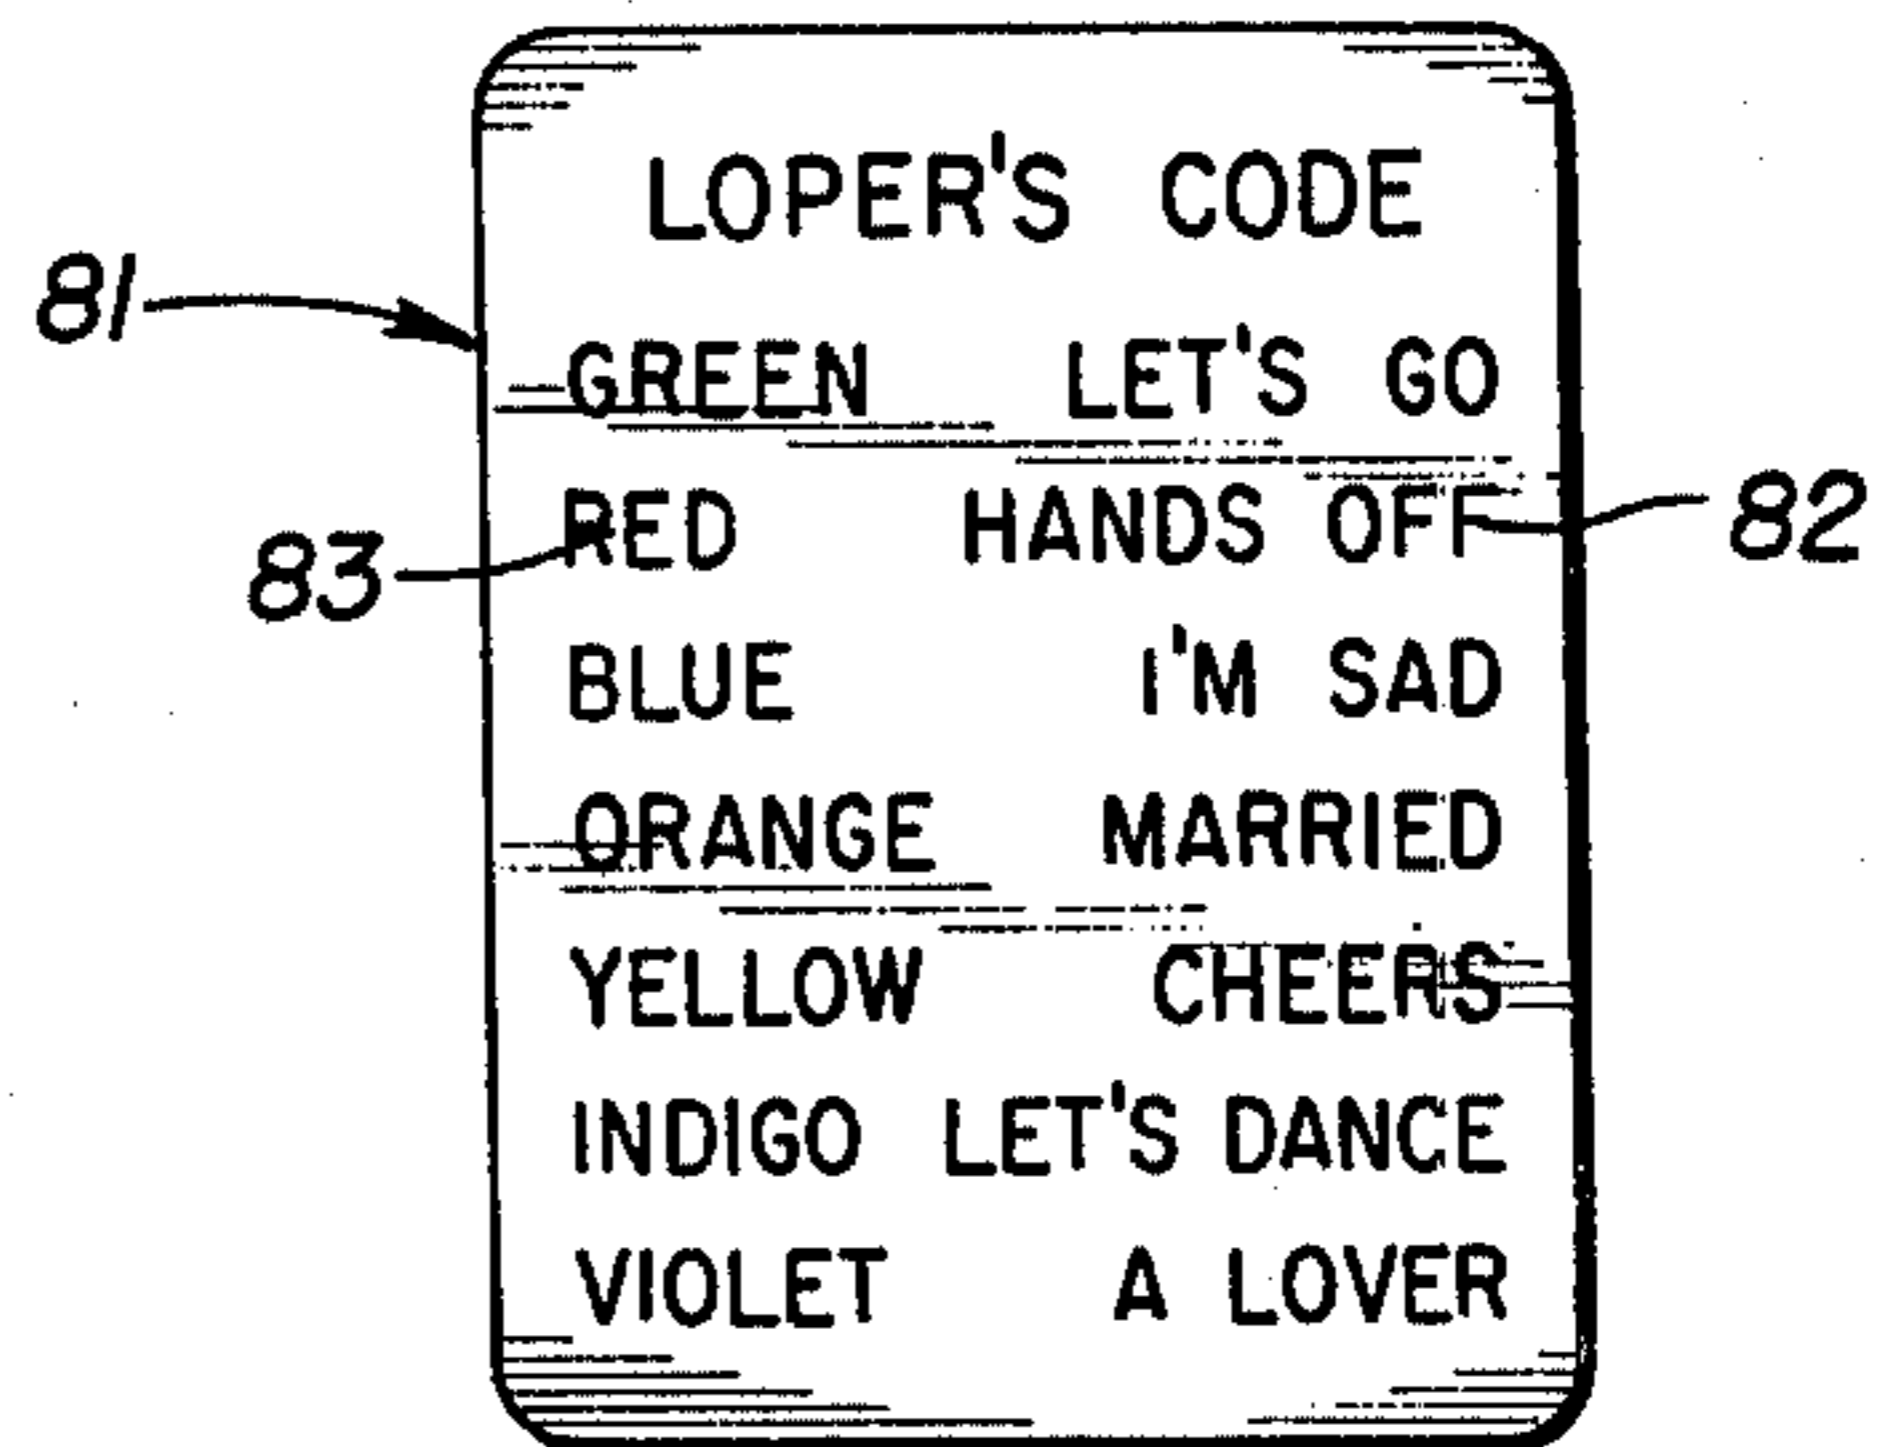 LOPER'S CODE
81
GREEN LET'S GO
RED HANDS OFF
82
83
BLUE I'M SAD
ORANGE MARRIED
YELLOW CHEERS
INDIGO LET'S DANCE
VIOLET A LOVER